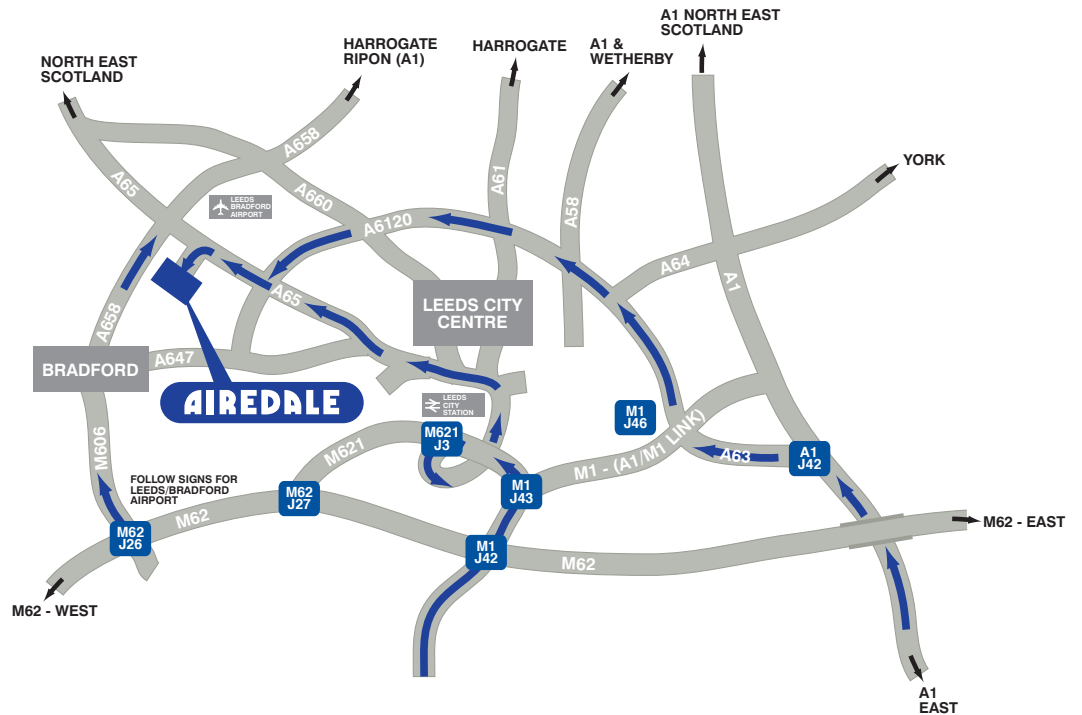 A1 NORTH EAST
SCOTLAND
HARROGATE
RIPON (A1)
HARROGATE
A1 &
WETHERBY
NORTH EAST
SCOTLAND
YORK
A658
A65
A61
A660
LEEDS
BRADFORD
AIRPORT
A58
A6120
A64
A1
A65
LEEDS CITY
CENTRE
A658
A647
BRADFORD
AIREDALE
LEEDS
CITY
STATION
M1
J46
M621
J3
M621
M1 - (A1/M1 LINK)
A63
A1
J42
M606
FOLLOW SIGNS FOR
LEEDS/BRADFORD
AIRPORT
M62
J27
M1
J43
M62
M62
J26
M1
J42
M62
M62 - EAST
M62 - WEST
A1
EAST